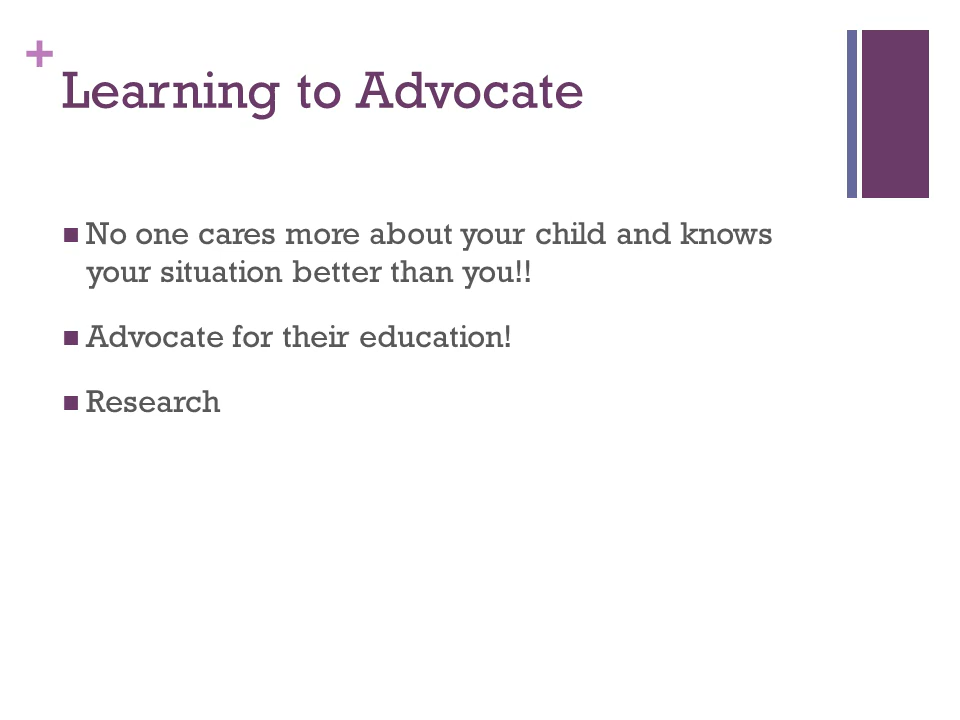 +
Learning to Advocate
■ No one cares more about your child and knows
your situation better than you!!
■ Advocate for their education!
■ Research